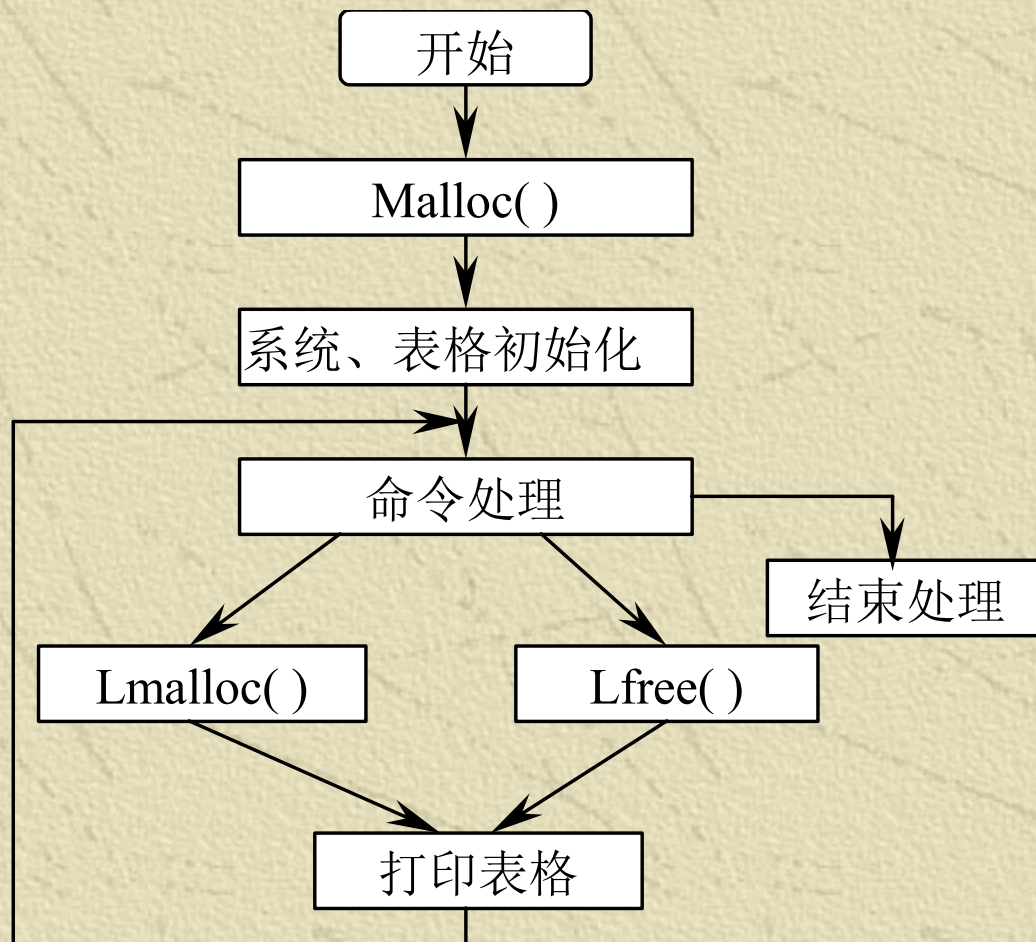 开始
Malloc( )
系统、表格初始化
命令处理
结束处理
Lmalloc( )
Lfree( )
打印表格